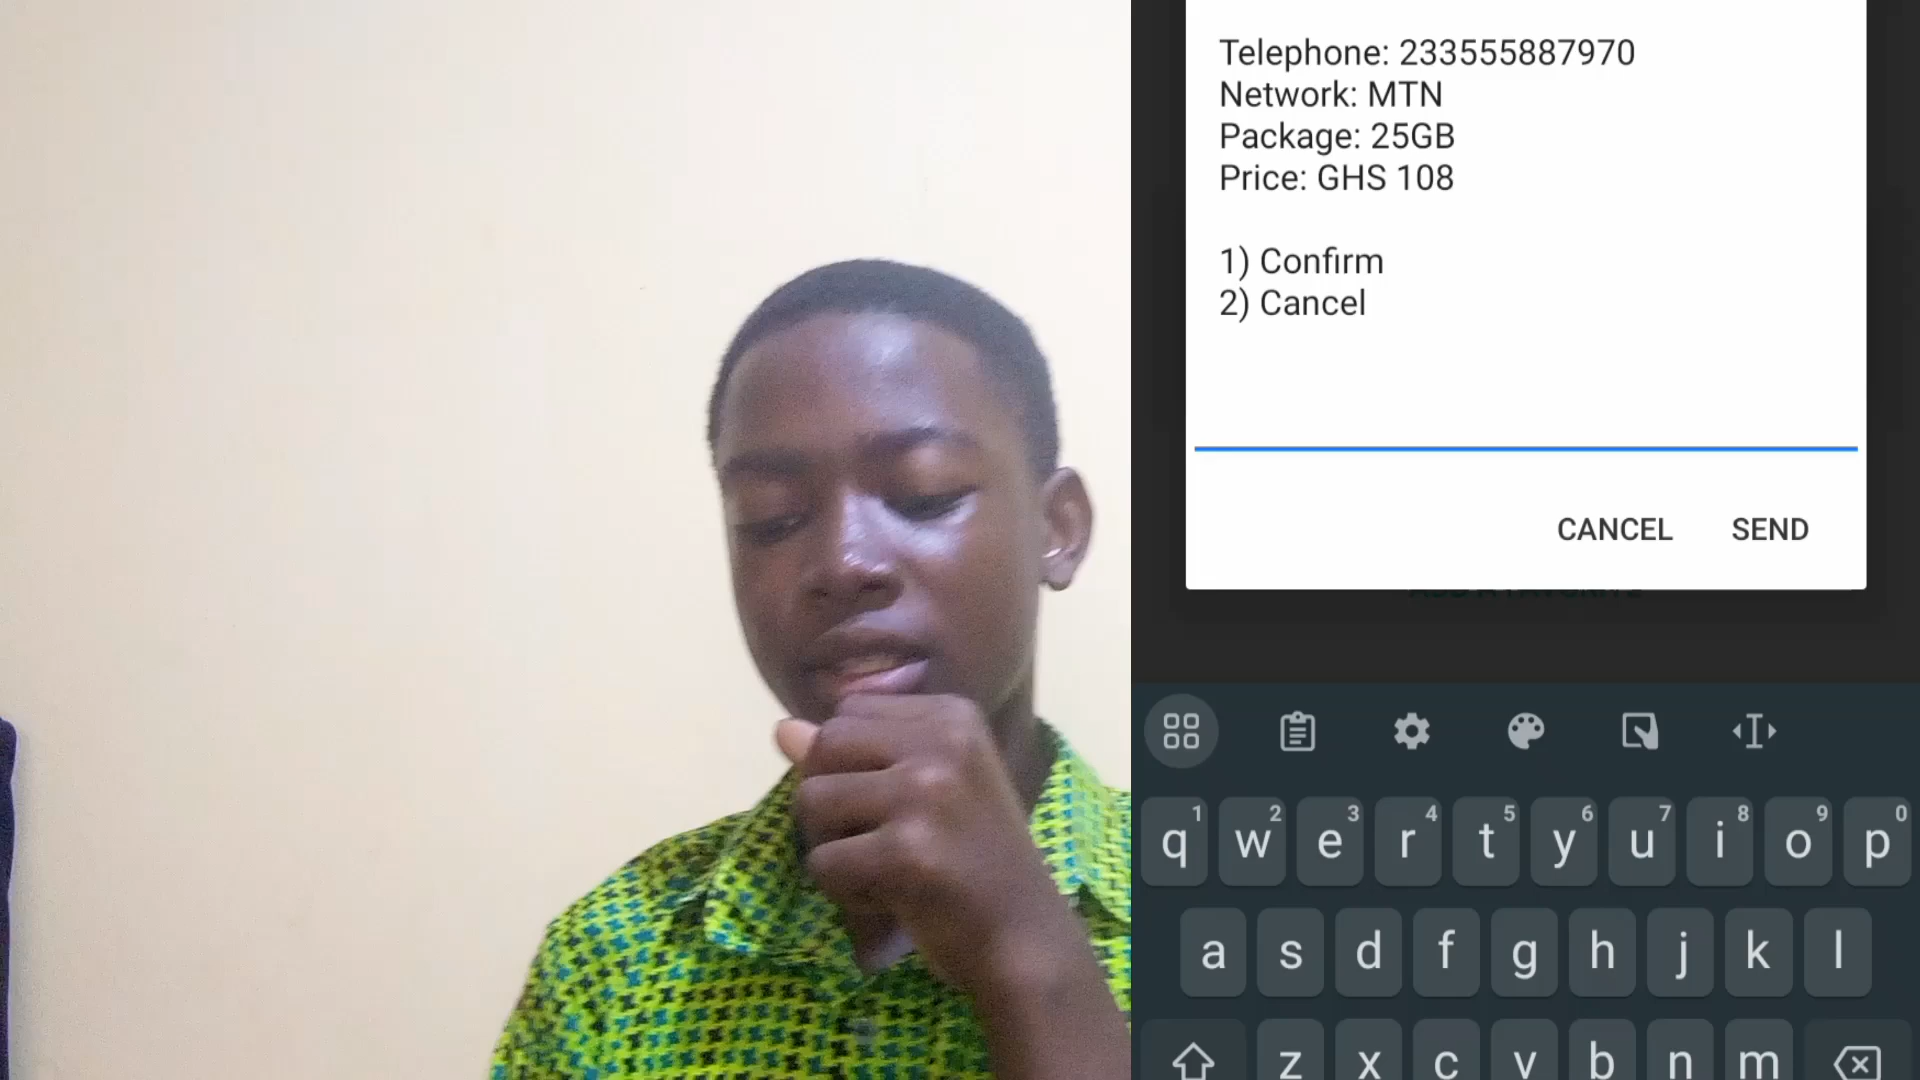 Telephone: 233555887970
Network: MTN
Package: 25GB
Price: GHS 108
1) Confirm
2) Cancel
CANCEL SEND
1 2 3 4 5 6 7 8 9 0
q w e r t y u i o p
a s d f g h j k l
z x c v b n m